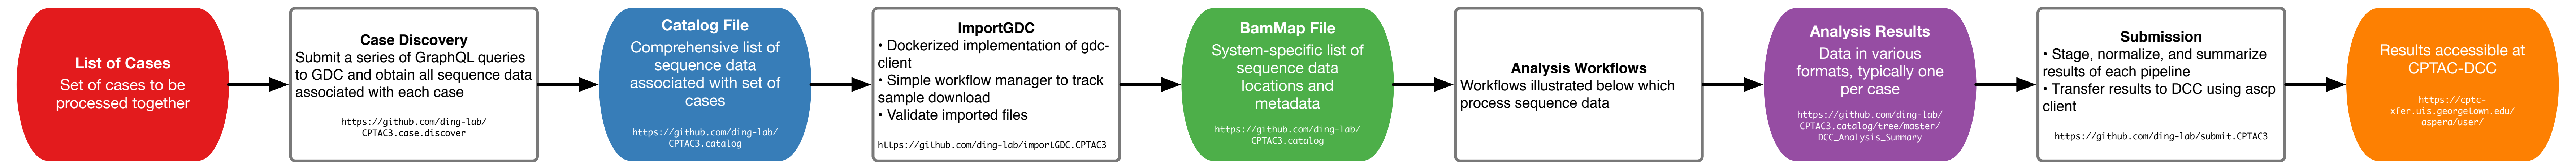 List of Cases
Set of cases to be
processed together
Case Discovery
Submit a series of GraphQL queries
to GDC and obtain all sequence data
associated with each case
https://github.com/ding-lab/
CPTAC3.case.discover
Catalog File
Comprehensive list of
sequence data
associated with set of
cases
https://github.com/ding-lab/
CPTAC3.catalog
ImportGDC
• Dockerized implementation of gdc-
client
• Simple workflow manager to track
sample download
• Validate imported files
https://github.com/ding-lab/importGDC.CPTAC3
BamMap File
System-specific list of
sequence data
locations and
metadata
https://github.com/ding-lab/
CPTAC3.catalog
Analysis Workflows
Workflows illustrated below which
process sequence data
Analysis Results
Data in various
formats, typically one
per case
https://github.com/ding-lab/
CPTAC3.catalog/tree/master/
DCC_Analysis_Summary
Submission
• Stage, normalize, and summarize
results of each pipeline
• Transfer results to DCC using ascp
client
https://github.com/ding-lab/submit.CPTAC3
Results accessible at
CPTAC-DCC
https://cptc-
xfer.uis.georgetown.edu/
aspera/user/